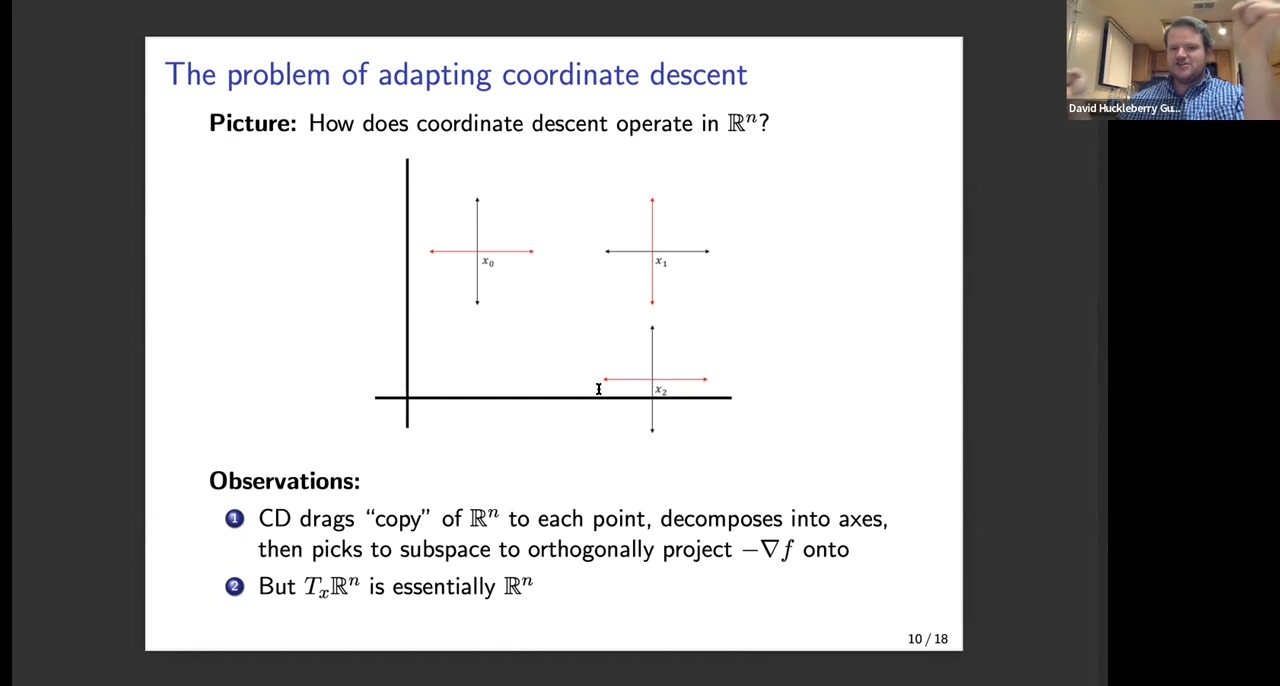 The problem of adapting coordinate descent
Picture: How does coordinate descent operate in ℝⁿ?
x₀
x₁
x₂
Observations:
1 CD drags “copy” of ℝⁿ to each point, decomposes into axes,
then picks to subspace to orthogonally project −∇f onto
2 But Tₓℝⁿ is essentially ℝⁿ
10 / 18
David Huckleberry Gu...